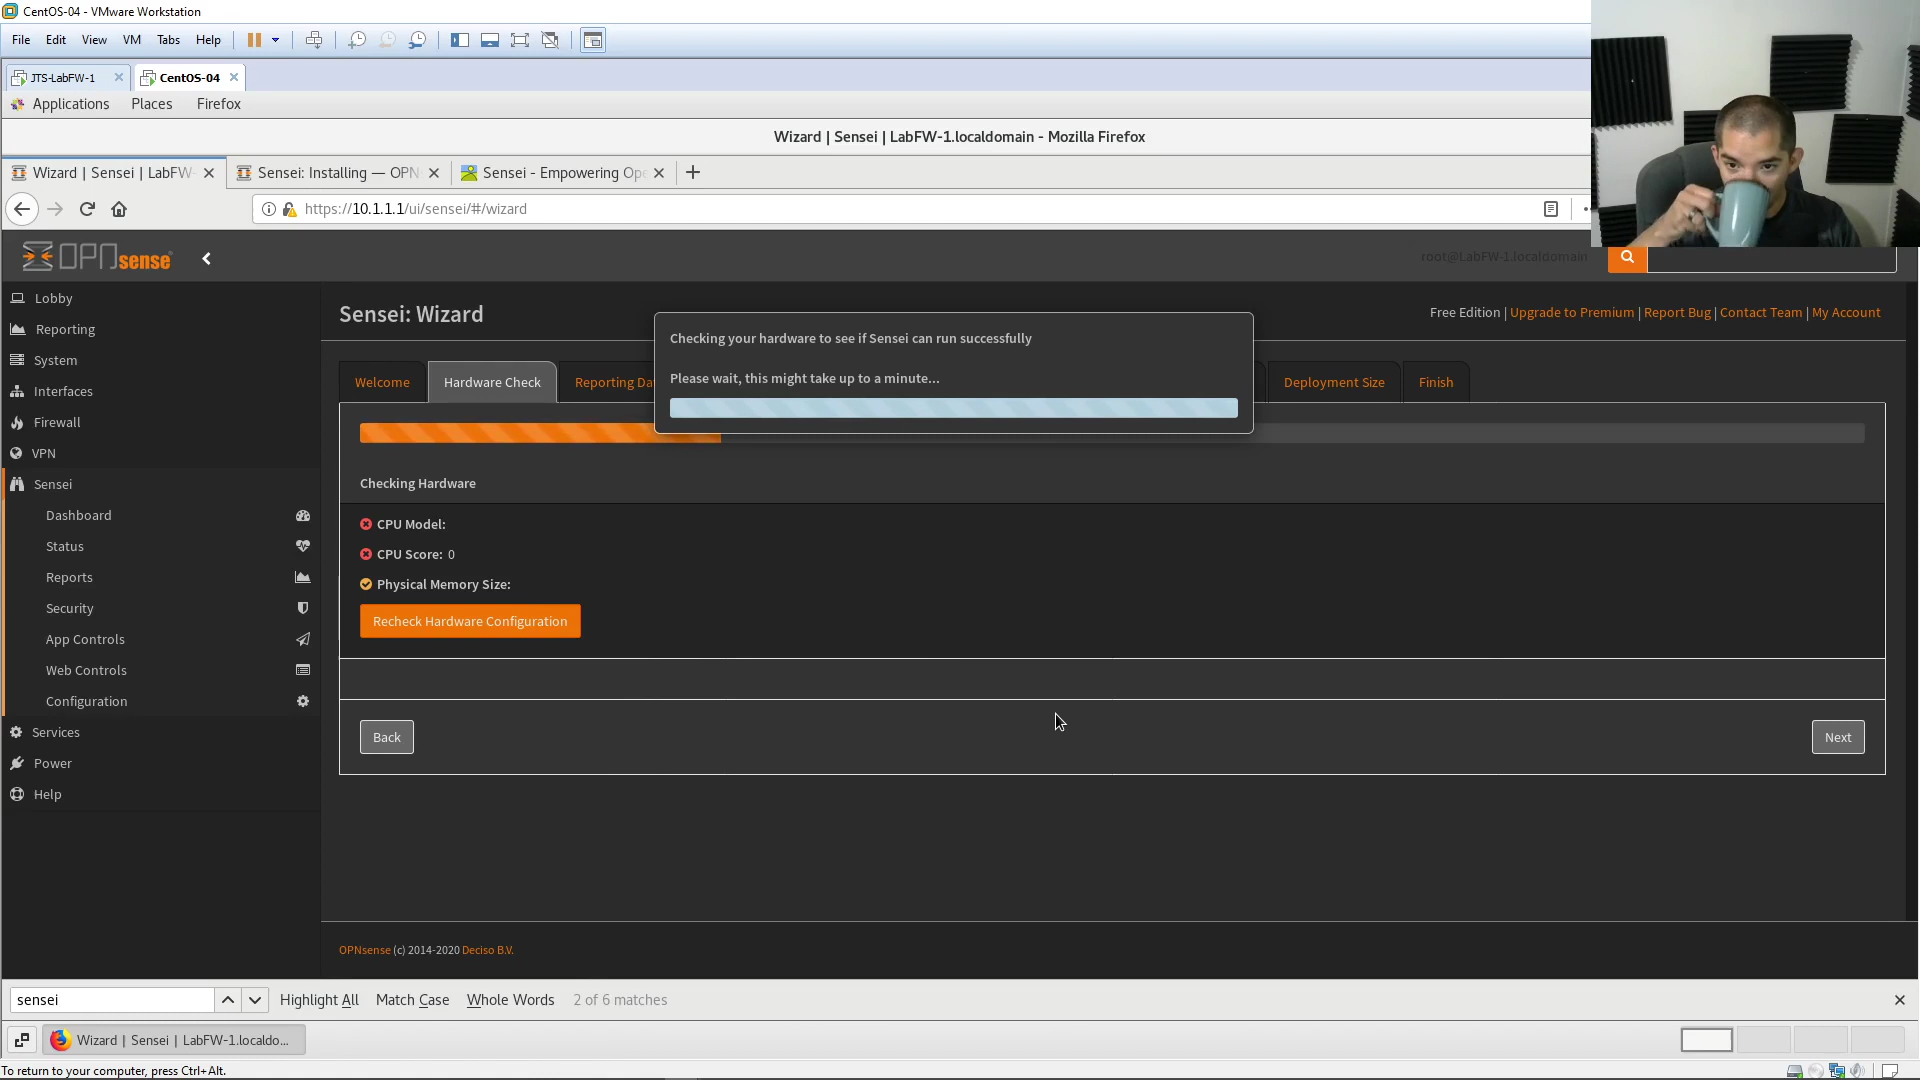 CentOS-04 - VMware Workstation
File Edit View VM Tabs Help
JTS-LabFW-1 CentOS-04
Applications Places Firefox
Wizard | Sensei | LabFW-1.localdomain - Mozilla Firefox
Wizard | Sensei | LabFW- Sensei: Installing — OPN Sensei - Empowering Ope
https://10.1.1.1/ui/sensei/#/wizard
OPNsense
root@LabFW-1.localdomain
Lobby
Reporting
System
Interfaces
Firewall
VPN
Sensei
Dashboard
Status
Reports
Security
App Controls
Web Controls
Configuration
Services
Power
Help
Sensei: Wizard
Free Edition | Upgrade to Premium | Report Bug | Contact Team | My Account
Checking your hardware to see if Sensei can run successfully
Please wait, this might take up to a minute...
Welcome Hardware Check Reporting Da Deployment Size Finish
Checking Hardware
CPU Model:
CPU Score: 0
Physical Memory Size:
Recheck Hardware Configuration
Back Next
OPNsense (c) 2014-2020 Deciso B.V.
sensei Highlight All Match Case Whole Words 2 of 6 matches
Wizard | Sensei | LabFW-1.localdo...
To return to your computer, press Ctrl+Alt.